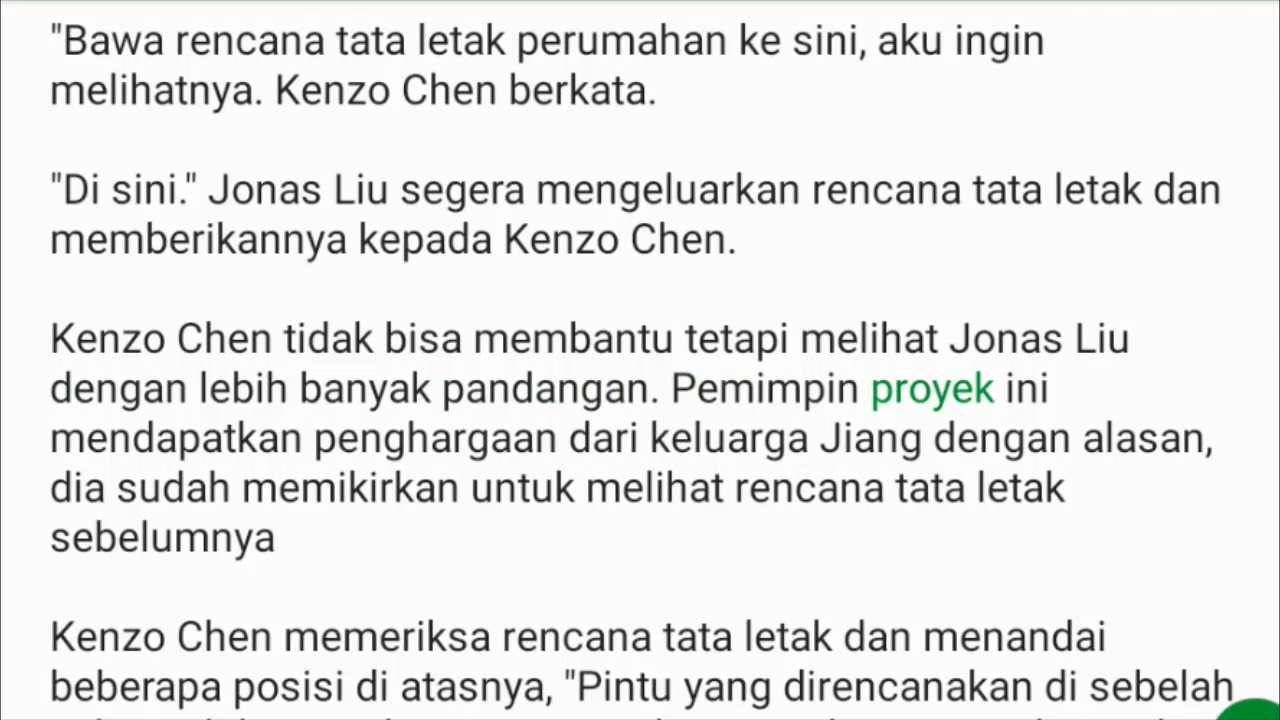 "Bawa rencana tata letak perumahan ke sini, aku ingin
melihatnya. Kenzo Chen berkata.
"Di sini." Jonas Liu segera mengeluarkan rencana tata letak dan
memberikannya kepada Kenzo Chen.
Kenzo Chen tidak bisa membantu tetapi melihat Jonas Liu
dengan lebih banyak pandangan. Pemimpin proyek ini
mendapatkan penghargaan dari keluarga Jiang dengan alasan,
dia sudah memikirkan untuk melihat rencana tata letak
sebelumnya
Kenzo Chen memeriksa rencana tata letak dan menandai
beberapa posisi di atasnya, "Pintu yang direncanakan di sebelah